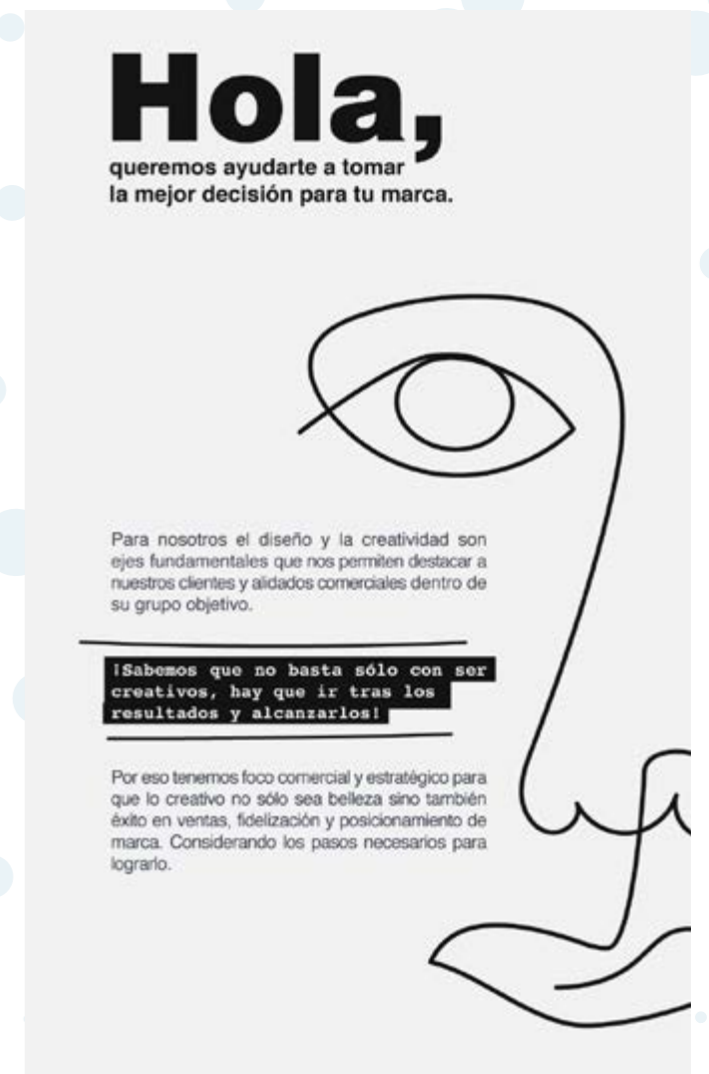 Hola,
queremos ayudarte a tomar
la mejor decisión para tu marca.
Para nosotros el diseño y la creatividad son
ejes fundamentales que nos permiten destacar a
nuestros clientes y alidados comerciales dentro de
su grupo objetivo.
¡Sabemos que no basta sólo con ser
creativos, hay que ir tras los
resultados y alcanzarlos!
Por eso tenemos foco comercial y estratégico para
que lo creativo no sólo sea belleza sino también
éxito en ventas, fidelización y posicionamiento de
marca. Considerando los pasos necesarios para
lograrlo.